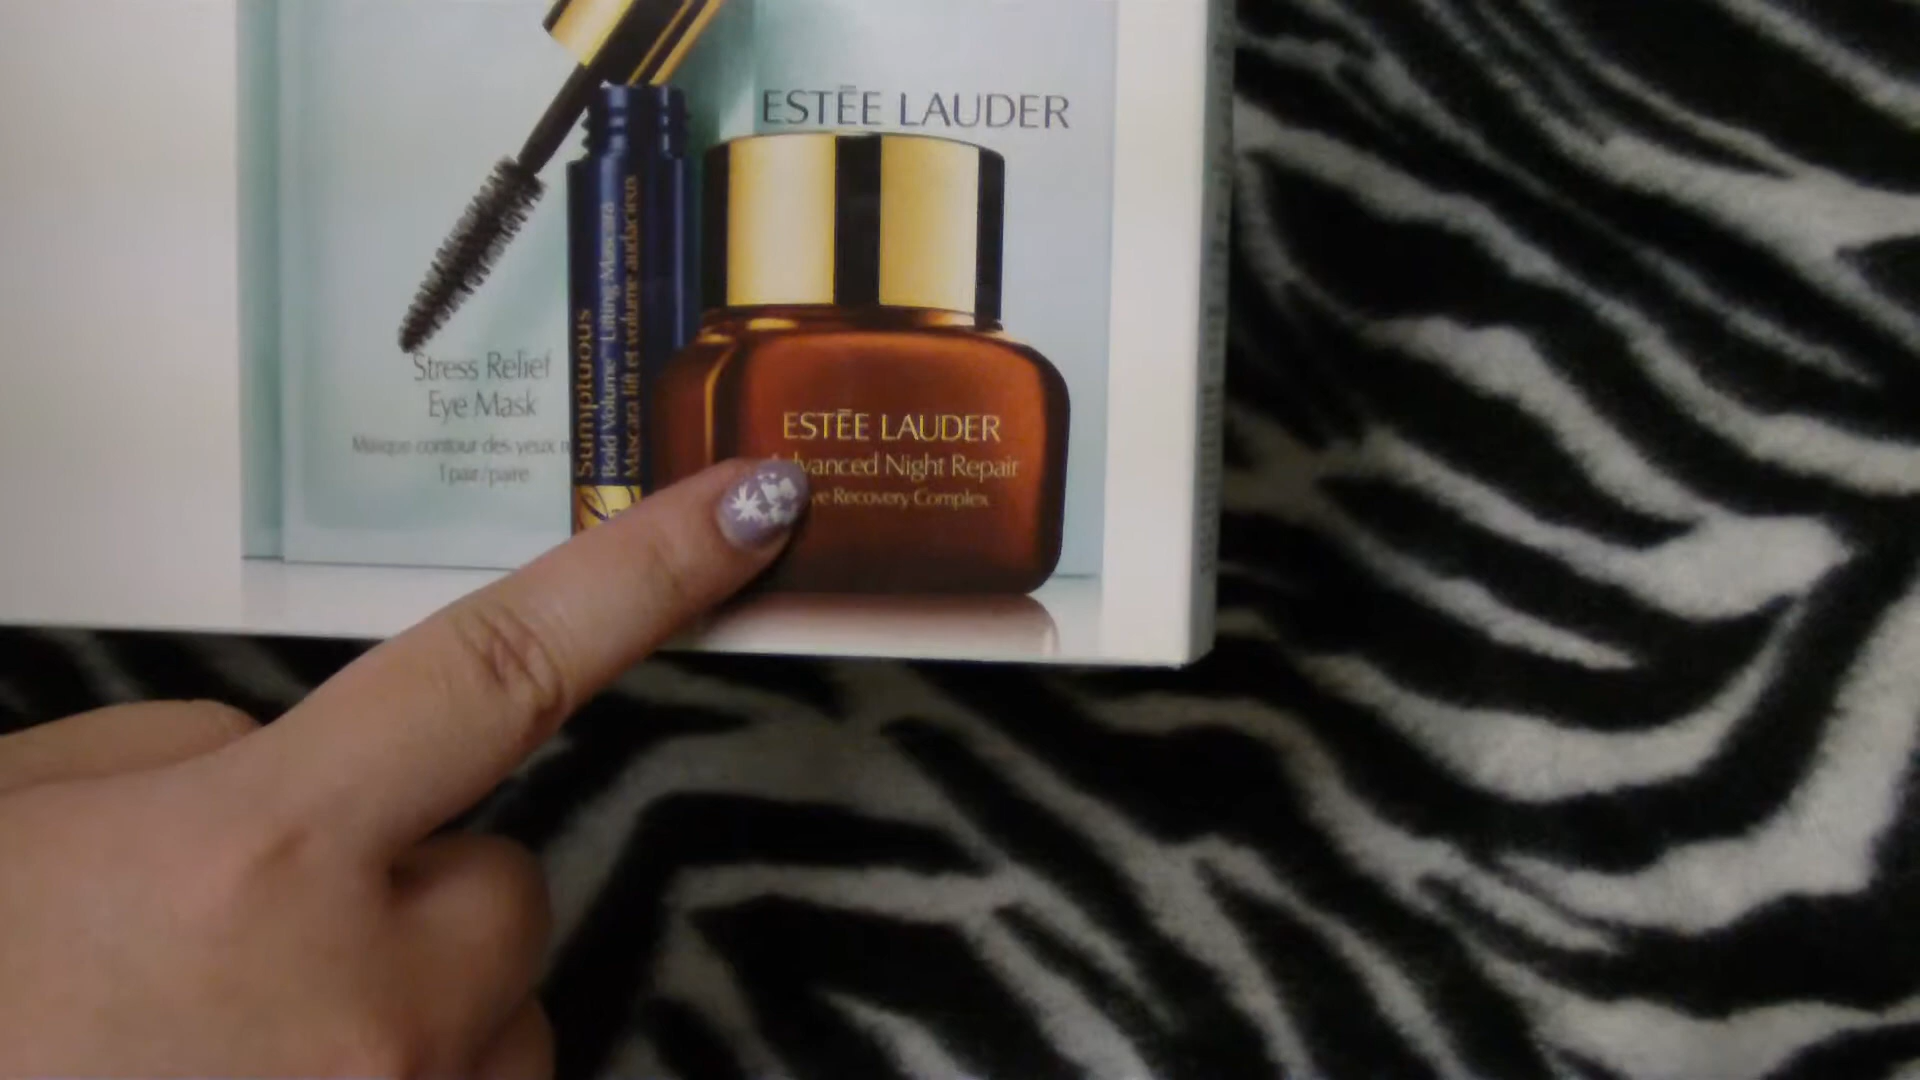 ESTĒE LAUDER
Stress Relief
Eye Mask
Masque contour des yeux
1 pair/paire
Sumptuous
Bold Volume Lifting Mascara
Mascara lift et volume audacieux
ESTĒE LAUDER
Advanced Night Repair
Eye Recovery Complex